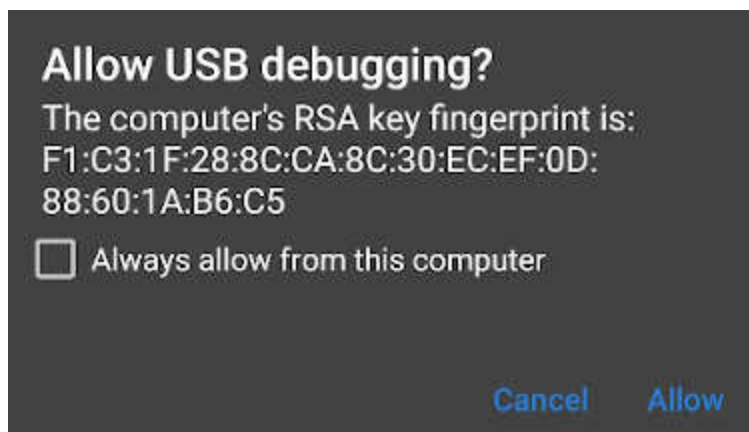 Allow USB debugging?
The computer's RSA key fingerprint is:
F1:C3:1F:28:8C:CA:8C:30:EC:EF:0D:
88:60:1A:B6:C5
Always allow from this computer
Cancel Allow